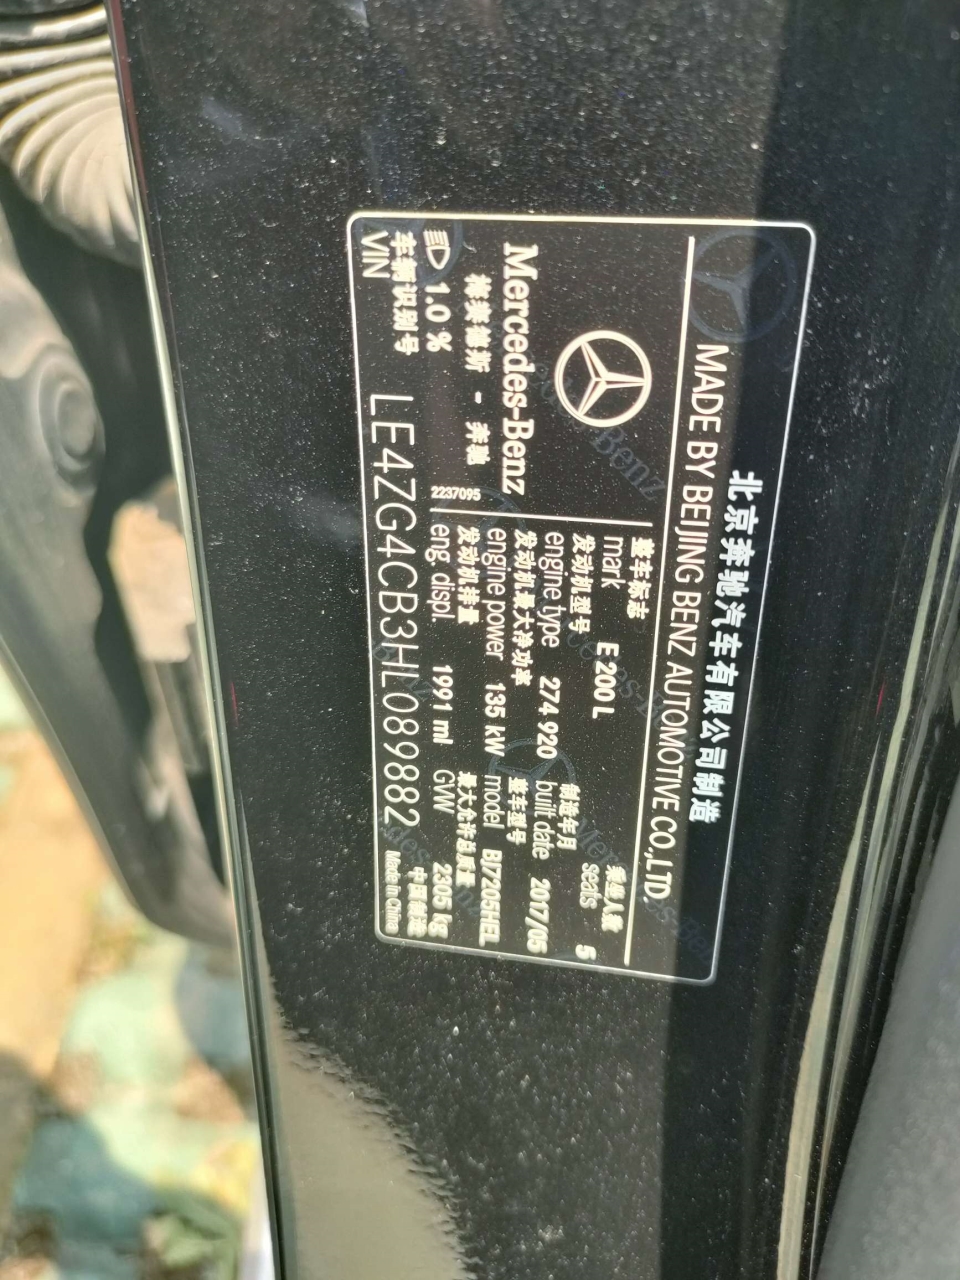 北京奔驰汽车有限公司制造
MADE BY BEIJING BENZ AUTOMOTIVE CO.,LTD.
Mercedes-Benz
梅赛德斯 - 奔驰
1.0 %
2237095
整车标志
mark E 200 L
乘坐人数
seats 5
发动机型号
engine type 274 920
制造年月
built date 2017/05
发动机最大净功率
engine power 135 kW
整车型号
model BJ7205HEL
发动机排量
eng. displ. 1991 ml
最大允许总质量
GVW 2305 kg
车辆识别号
VIN LE4ZG4CB3HL089882
中国制造
Made in China